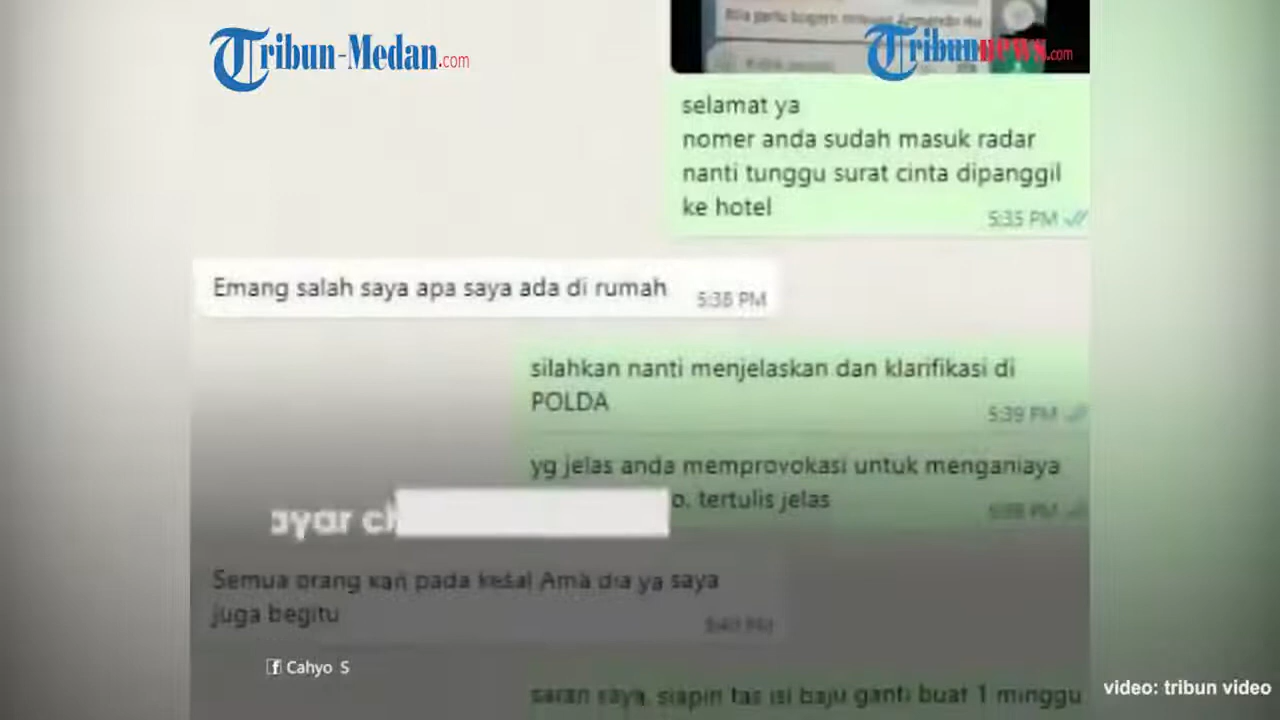 Tribun-Medan.com
Tribunnews.com
selamat ya
nomer anda sudah masuk radar
nanti tunggu surat cinta dipanggil
ke hotel
5:35 PM
Emang salah saya apa saya ada di rumah
5:38 PM
silahkan nanti menjelaskan dan klarifikasi di
POLDA
5:39 PM
yg jelas anda memprovokasi untuk menganiaya
o. tertulis jelas
ayar
Semua orang kan pada kesal Ama dia ya saya
juga begitu
5:40 PM
Cahyo S
saran saya, siapin tas isi baju ganti buat 1 minggu
video: tribun video